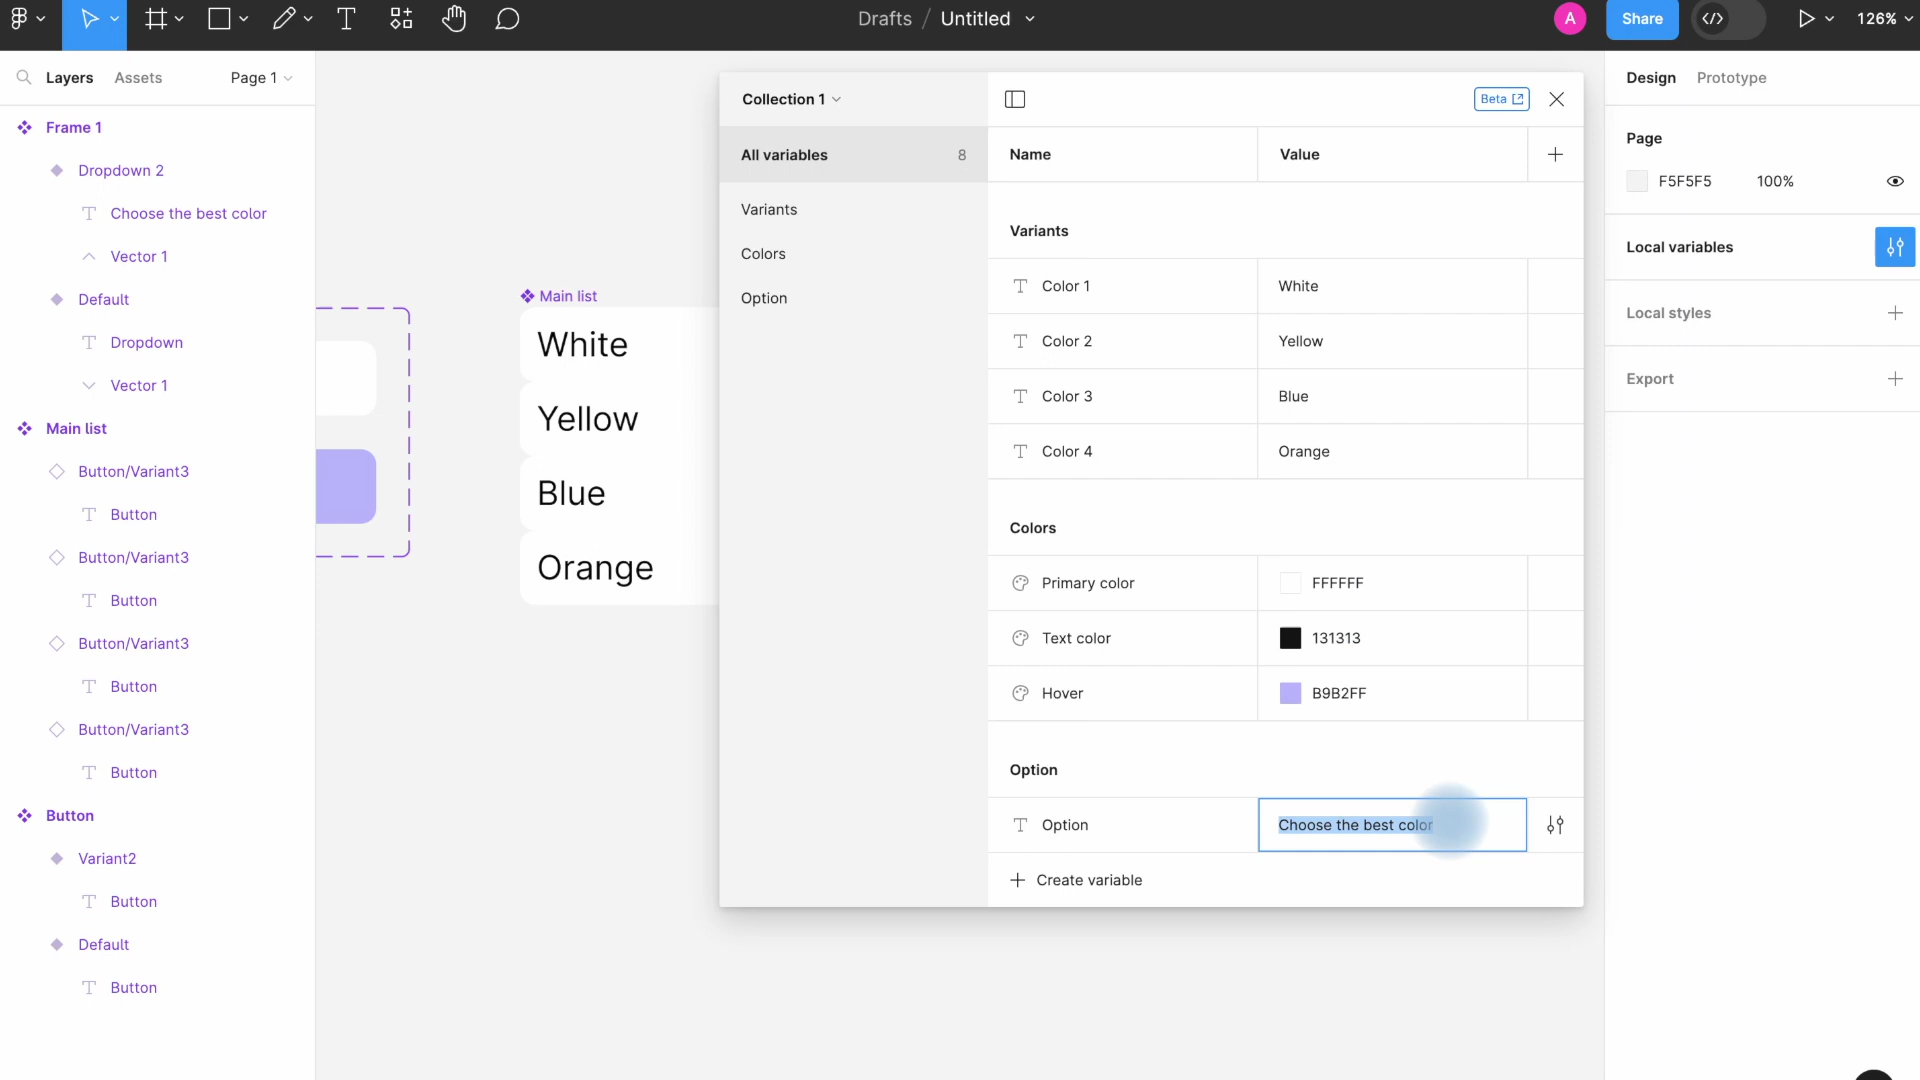 Drafts / Untitled
A
Share
126%
Layers
Assets
Page 1
Frame 1
Dropdown 2
Choose the best color
Vector 1
Default
Dropdown
Vector 1
Main list
Button/Variant3
Button
Button/Variant3
Button
Button/Variant3
Button
Button/Variant3
Button
Button
Variant2
Button
Default
Button
Main list
White
Yellow
Blue
Orange
Collection 1
All variables 8
Variants
Colors
Option
Beta
Name Value
Variants
Color 1 White
Color 2 Yellow
Color 3 Blue
Color 4 Orange
Colors
Primary color FFFFFF
Text color 131313
Hover B9B2FF
Option
Option Choose the best color
Create variable
Design
Prototype
Page
F5F5F5 100%
Local variables
Local styles
Export